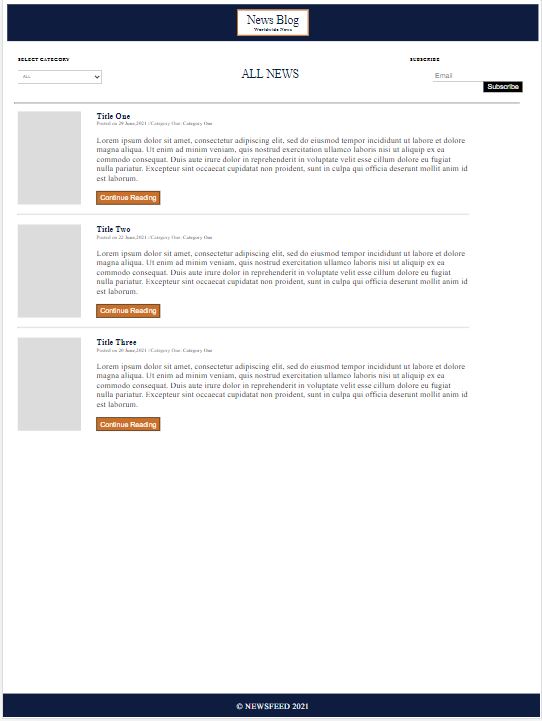 News Blog
Worldwide News
SELECT CATEGORY
SUBSCRIBE
ALL NEWS
ALL
Email
Subscribe
Title One
Posted on 29 June,2021 //Category One, Category One
Lorem ipsum dolor sit amet, consectetur adipiscing elit, sed do eiusmod tempor incididunt ut labore et dolore
magna aliqua. Ut enim ad minim veniam, quis nostrud exercitation ullamco laboris nisi ut aliquip ex ea
commodo consequat. Duis aute irure dolor in reprehenderit in voluptate velit esse cillum dolore eu fugiat
nulla pariatur. Excepteur sint occaecat cupidatat non proident, sunt in culpa qui officia deserunt mollit anim id
est laborum.
Continue Reading
Title Two
Posted on 22 June,2021 //Category One, Category One
Lorem ipsum dolor sit amet, consectetur adipiscing elit, sed do eiusmod tempor incididunt ut labore et dolore
magna aliqua. Ut enim ad minim veniam, quis nostrud exercitation ullamco laboris nisi ut aliquip ex ea
commodo consequat. Duis aute irure dolor in reprehenderit in voluptate velit esse cillum dolore eu fugiat
nulla pariatur. Excepteur sint occaecat cupidatat non proident, sunt in culpa qui officia deserunt mollit anim id
est laborum.
Continue Reading
Title Three
Posted on 20 June,2021 //Category One, Category One
Lorem ipsum dolor sit amet, consectetur adipiscing elit, sed do eiusmod tempor incididunt ut labore et dolore
magna aliqua. Ut enim ad minim veniam, quis nostrud exercitation ullamco laboris nisi ut aliquip ex ea
commodo consequat. Duis aute irure dolor in reprehenderit in voluptate velit esse cillum dolore eu fugiat
nulla pariatur. Excepteur sint occaecat cupidatat non proident, sunt in culpa qui officia deserunt mollit anim id
est laborum.
Continue Reading
© NEWSFEED 2021